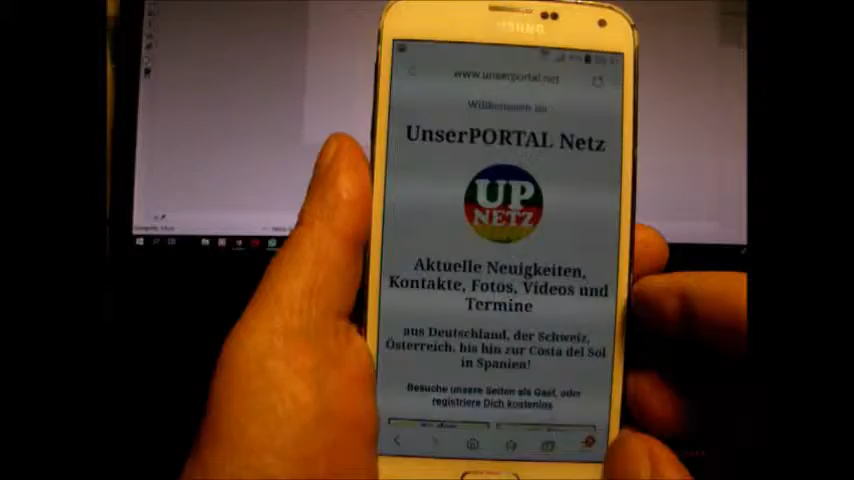 SAMSUNG
www.unserportal.net
Willkommen im
UnserPORTAL Netz
UP
NETZ
Aktuelle Neuigkeiten,
Kontakte, Fotos, Videos und
Termine
aus Deutschland, der Schweiz,
Österreich, bis hin zur Costa del Sol
in Spanien!
Besuche unsere Seiten als Gast, oder
registriere Dich kostenlos